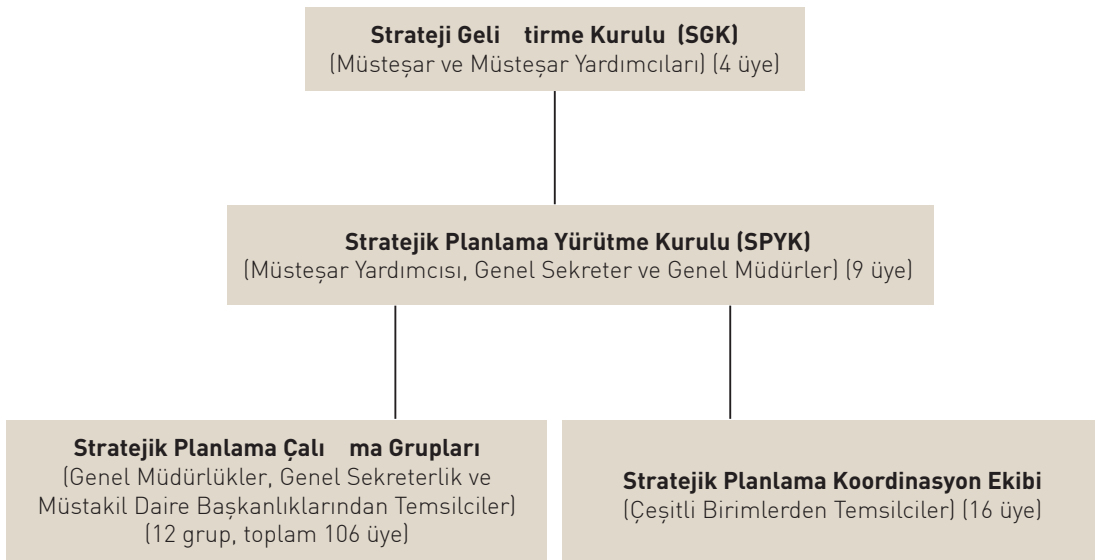 Strateji Geli tirme Kurulu (SGK)
(Müsteşar ve Müsteşar Yardımcıları) (4 üye)
Stratejik Planlama Yürütme Kurulu (SPYK)
(Müsteşar Yardımcısı, Genel Sekreter ve Genel Müdürler) (9 üye)
Stratejik Planlama Çalı ma Grupları
(Genel Müdürlükler, Genel Sekreterlik ve
Müstakil Daire Başkanlıklarından Temsilciler)
(12 grup, toplam 106 üye)
Stratejik Planlama Koordinasyon Ekibi
(Çeşitli Birimlerden Temsilciler) (16 üye)